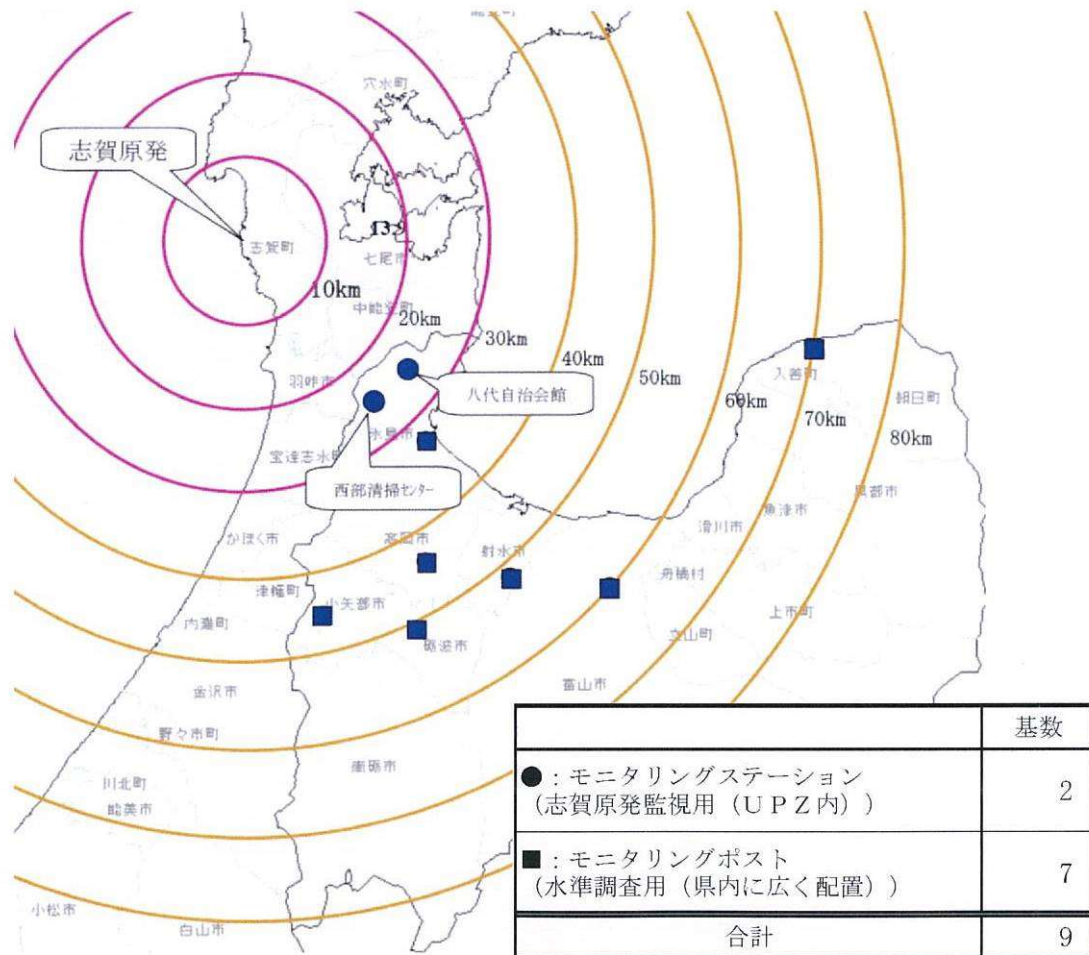 穴水町
志賀原発
志賀町
13.9
七尾市
10km
中能登町
20km
30km
40km
50km
60km
70km
80km
羽咋市
八代自治会館
入善町
朝日町
氷見市
宝達志水町
西部清掃センター
黒部市
魚津市
滑川市
かほく市
高岡市
射水市
舟橋村
津幡町
小矢部市
上市町
内灘町
砺波市
立山町
金沢市
富山市
野々市町
南砺市
川北町
能美市
小松市
白山市
基数
●：モニタリングステーション
（志賀原発監視用（ＵＰＺ内））
2
■：モニタリングポスト
（水準調査用（県内に広く配置））
7
合計
9